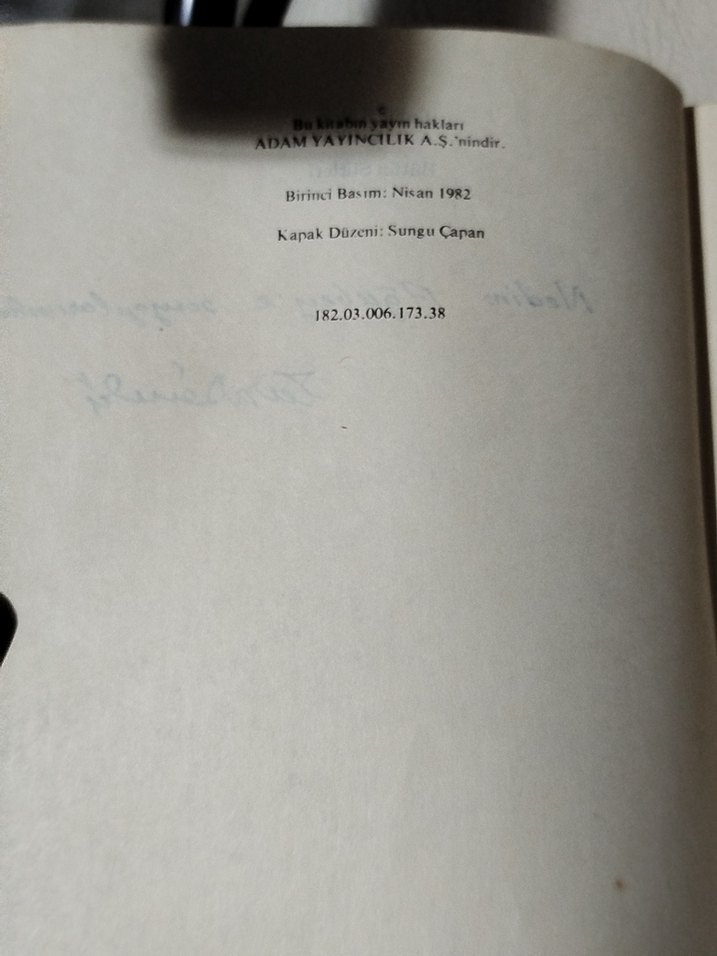 ©
Bu kitabın yayın hakları
ADAM YAYINCILIK A.Ş.'nindir.
Birinci Basım: Nisan 1982
Kapak Düzeni: Sungu Çapan
182.03.006.173.38
Nedim